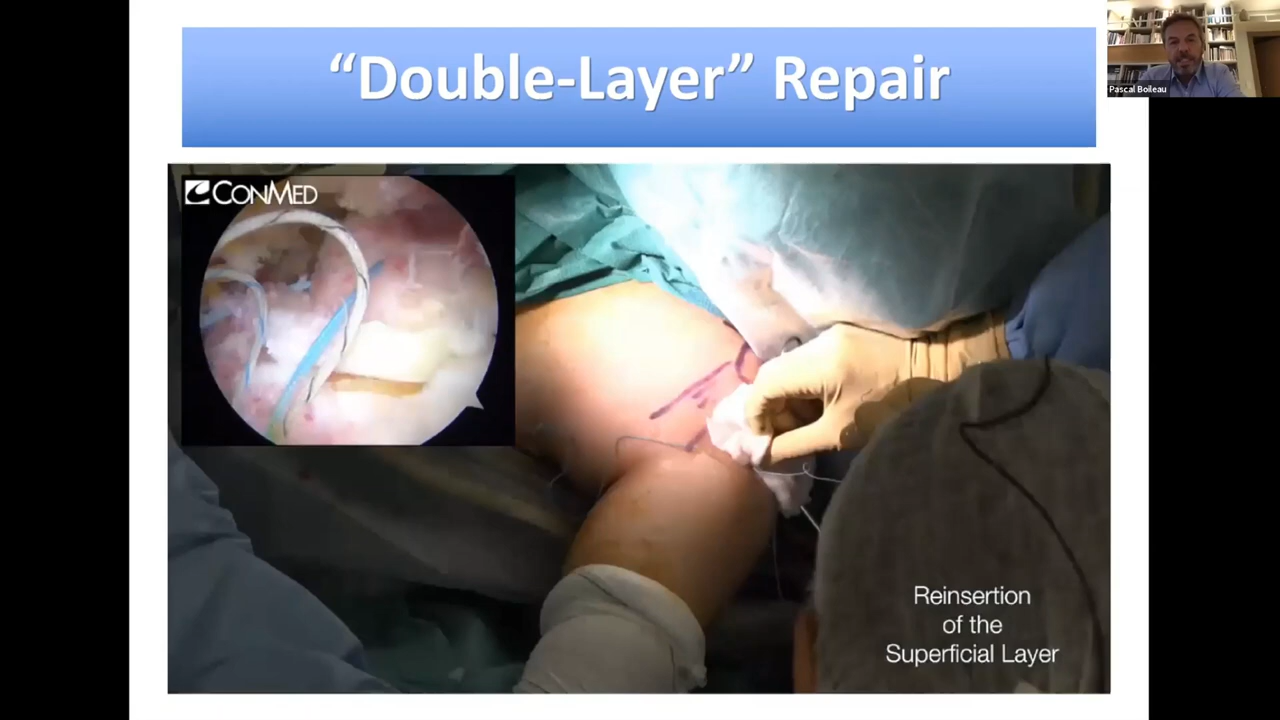 “Double-Layer” Repair
Pascal Boileau
CONMED
Reinsertion
of the
Superficial Layer